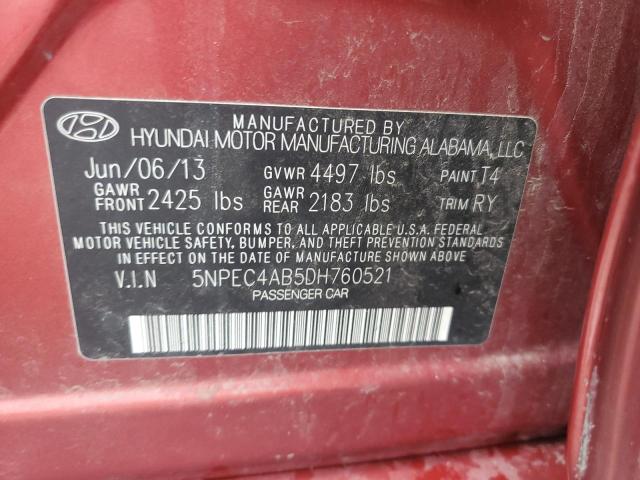 MANUFACTURED BY
HYUNDAI MOTOR MANUFACTURING ALABAMA, LLC
Jun/06/13 GVWR 4497 lbs PAINT T4
GAWR FRONT 2425 lbs GAWR REAR 2183 lbs TRIM RY
THIS VEHICLE CONFORMS TO ALL APPLICABLE U.S.A. FEDERAL
MOTOR VEHICLE SAFETY, BUMPER, AND THEFT PREVENTION STANDARDS
IN EFFECT ON THE DATE OF MANUFACTURE SHOWN ABOVE
V.I.N 5NPEC4AB5DH760521
PASSENGER CAR